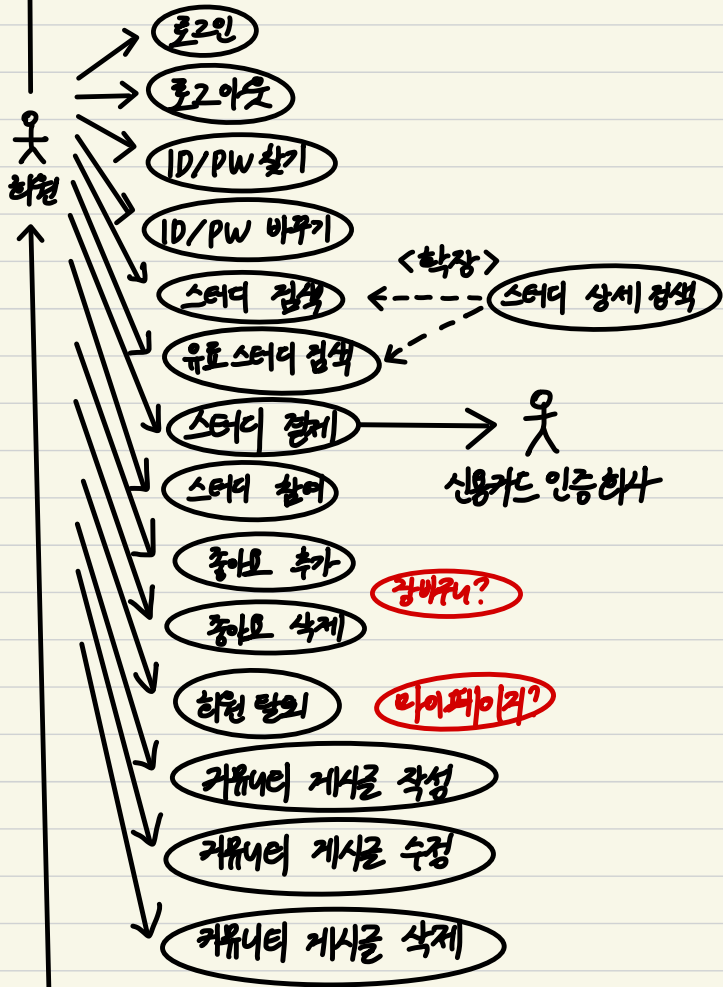 로그인
로그아웃
ID/PW 찾기
회원
ID/PW 바꾸기
<확장>
스터디 검색
스터디 상세 검색
유료 스터디 검색
스터디 결제
스터디 참여
신용카드 인증 회사
좋아요 추가
장바구니?
좋아요 삭제
회원 탈퇴
마이페이지?
커뮤니티 게시글 작성
커뮤니티 게시글 수정
커뮤니티 게시글 삭제